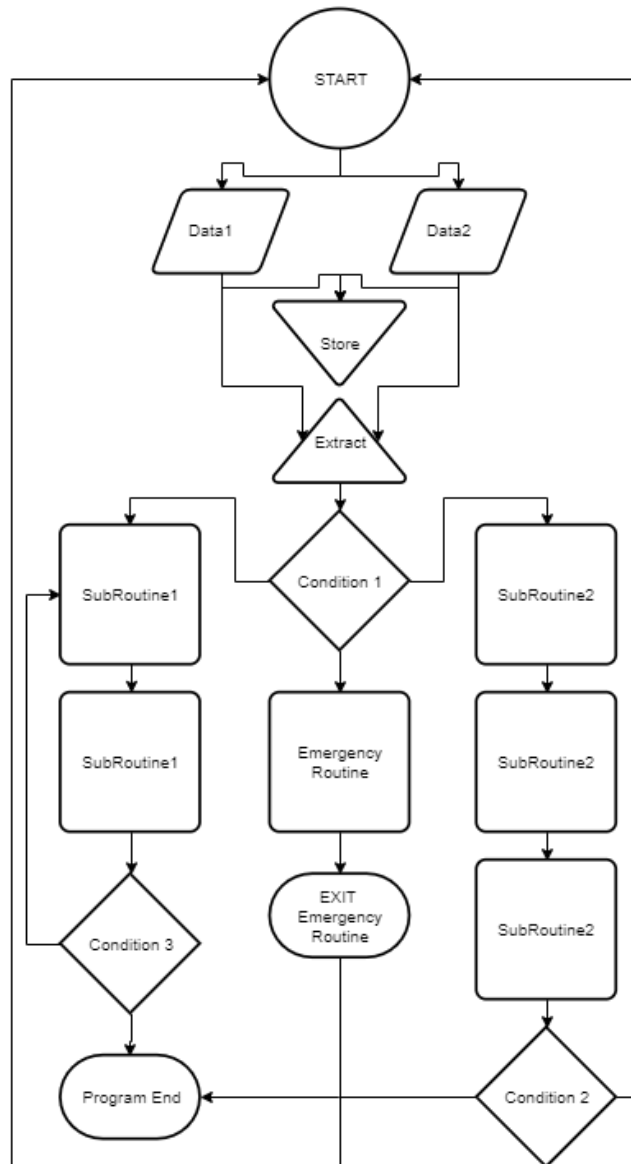 START
Data1
Data2
Store
Extract
Condition 1
SubRoutine1
SubRoutine2
SubRoutine1
Emergency
Routine
SubRoutine2
EXIT
Emergency
Routine
SubRoutine2
Condition 3
Program End
Condition 2